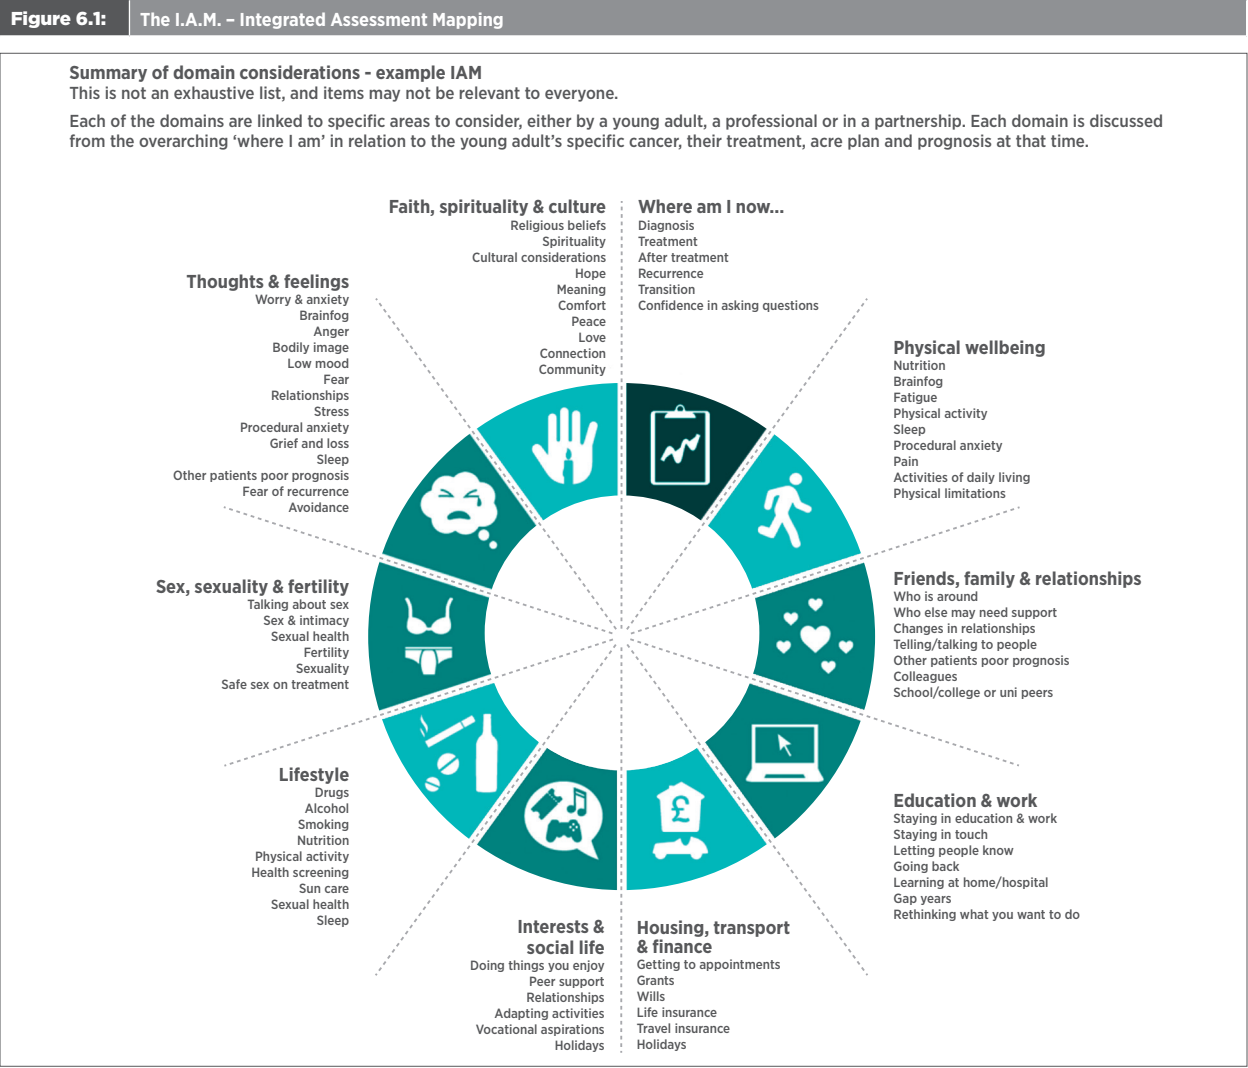 Figure 6.1:
The I.A.M. – Integrated Assessment Mapping
Summary of domain considerations - example IAM
This is not an exhaustive list, and items may not be relevant to everyone.
Each of the domains are linked to specific areas to consider, either by a young adult, a professional or in a partnership. Each domain is discussed
from the overarching ‘where I am’ in relation to the young adult’s specific cancer, their treatment, acre plan and prognosis at that time.
Faith, spirituality & culture
Religious beliefs
Spirituality
Cultural considerations
Hope
Meaning
Comfort
Peace
Love
Connection
Community
Where am I now...
Diagnosis
Treatment
After treatment
Recurrence
Transition
Confidence in asking questions
Thoughts & feelings
Worry & anxiety
Brainfog
Anger
Bodily image
Low mood
Fear
Relationships
Stress
Procedural anxiety
Grief and loss
Sleep
Other patients poor prognosis
Fear of recurrence
Avoidance
Physical wellbeing
Nutrition
Brainfog
Fatigue
Physical activity
Sleep
Procedural anxiety
Pain
Activities of daily living
Physical limitations
Sex, sexuality & fertility
Talking about sex
Sex & intimacy
Sexual health
Fertility
Sexuality
Safe sex on treatment
Friends, family & relationships
Who is around
Who else may need support
Changes in relationships
Telling/talking to people
Other patients poor prognosis
Colleagues
School/college or uni peers
Lifestyle
Drugs
Alcohol
Smoking
Nutrition
Physical activity
Health screening
Sun care
Sexual health
Sleep
£
Education & work
Staying in education & work
Staying in touch
Letting people know
Going back
Learning at home/hospital
Gap years
Rethinking what you want to do
Interests &
social life
Doing things you enjoy
Peer support
Relationships
Adapting activities
Vocational aspirations
Holidays
Housing, transport
& finance
Getting to appointments
Grants
Wills
Life insurance
Travel insurance
Holidays